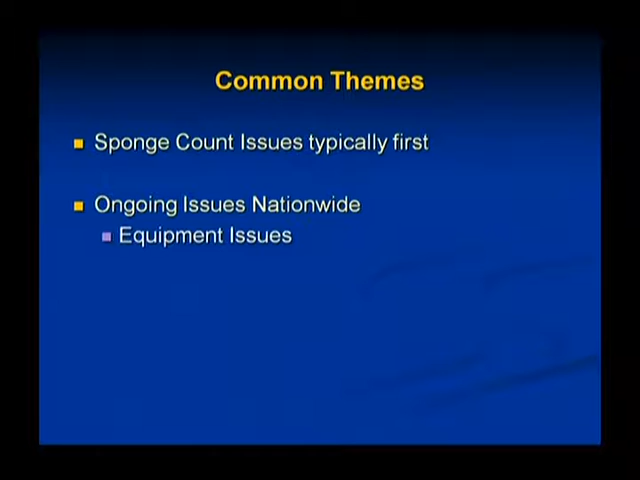 Common Themes
Sponge Count Issues typically first
Ongoing Issues Nationwide
Equipment Issues